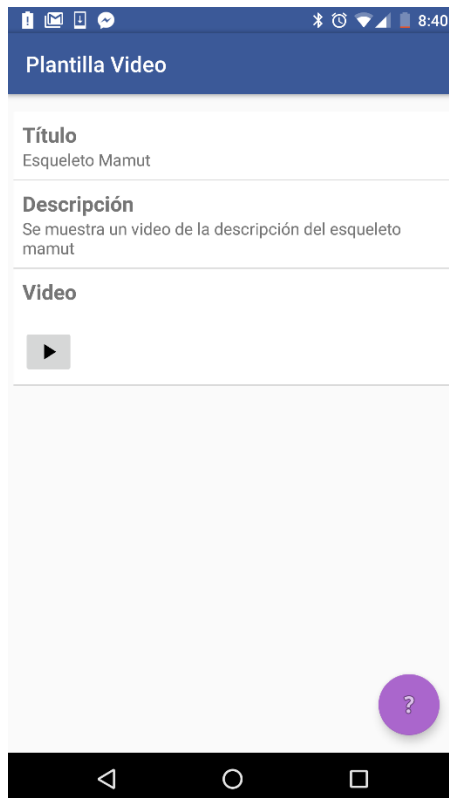 8:40
Plantilla Video
Título
Esqueleto Mamut
Descripción
Se muestra un video de la descripción del esqueleto
mamut
Video
?